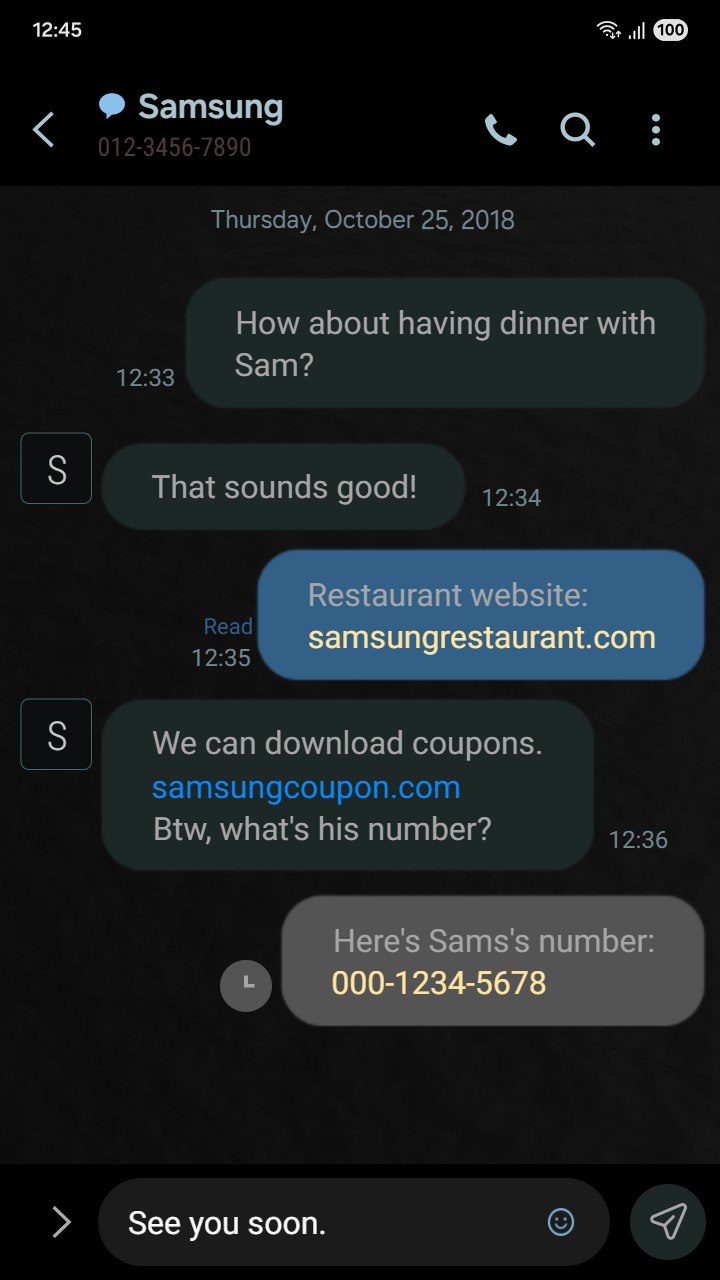 12:45
100
Samsung
012-3456-7890
Thursday, October 25, 2018
How about having dinner with
Sam?
12:33
S
That sounds good!
12:34
Restaurant website:
samsungrestaurant.com
Read
12:35
S
We can download coupons.
samsungcoupon.com
Btw, what's his number?
12:36
Here's Sams's number:
000-1234-5678
See you soon.